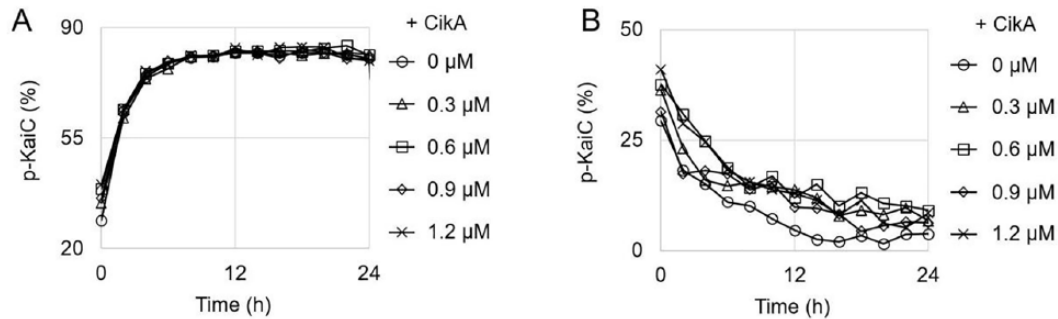 A
p-KaiC (%)
90
55
20
0
12
24
Time (h)
+ CikA
0 µM
0.3 µM
0.6 µM
0.9 µM
1.2 µM
B
p-KaiC (%)
50
25
0
0
12
24
Time (h)
+ CikA
0 µM
0.3 µM
0.6 µM
0.9 µM
1.2 µM